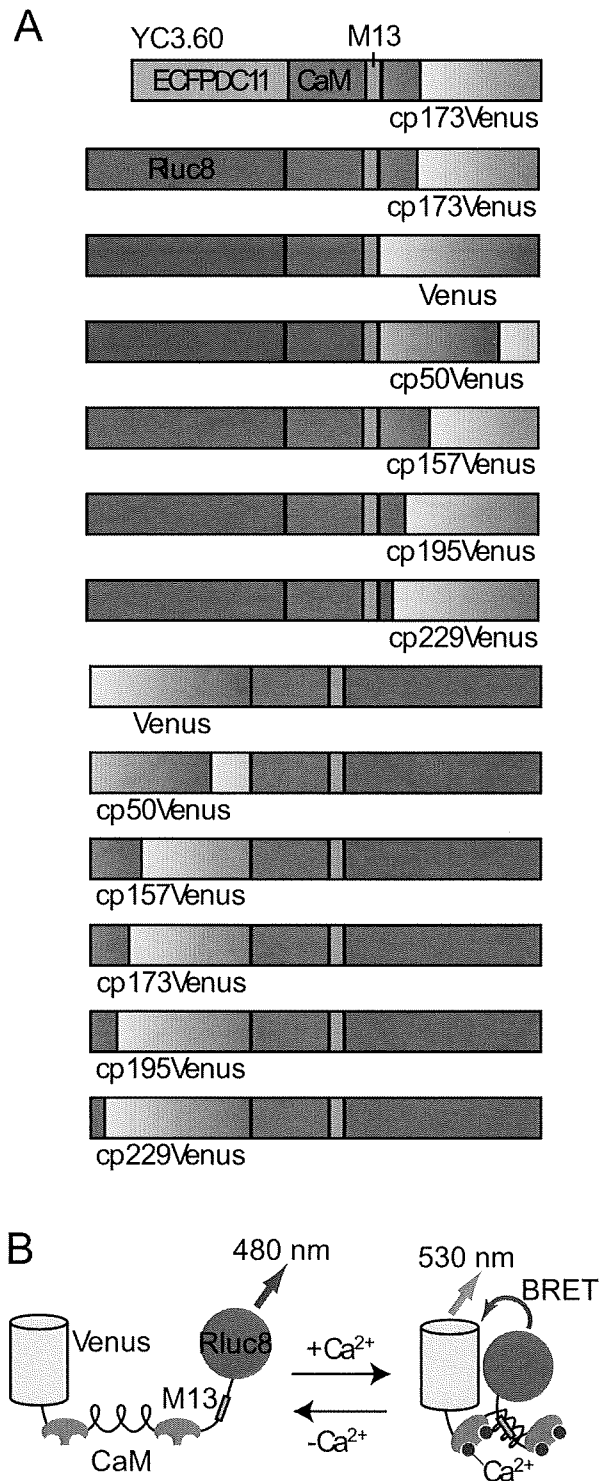 A
YC3.60
M13
ECFPDC11 CaM
cp173Venus
Rluc8
cp173Venus
Venus
cp50Venus
cp157Venus
cp195Venus
cp229Venus
Venus
cp50Venus
cp157Venus
cp173Venus
cp195Venus
cp229Venus
B
480 nm
530 nm
BRET
Venus
Rluc8
+Ca²⁺
M13
-Ca²⁺
CaM
Ca²⁺